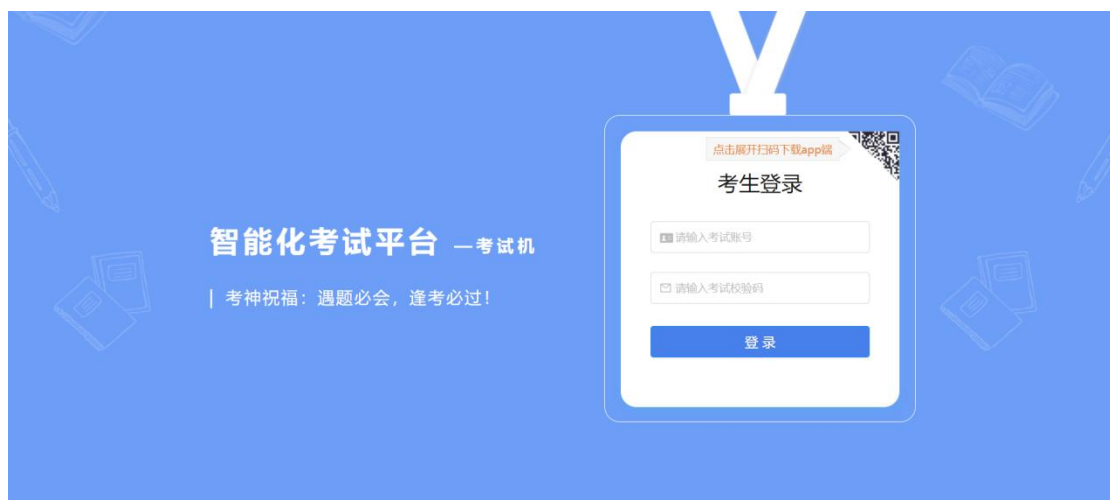 智能化考试平台 —考试机
| 考神祝福：遇题必会，逢考必过！
点击展开扫码下载app端
考生登录
请输入考试账号
请输入考试校验码
登录